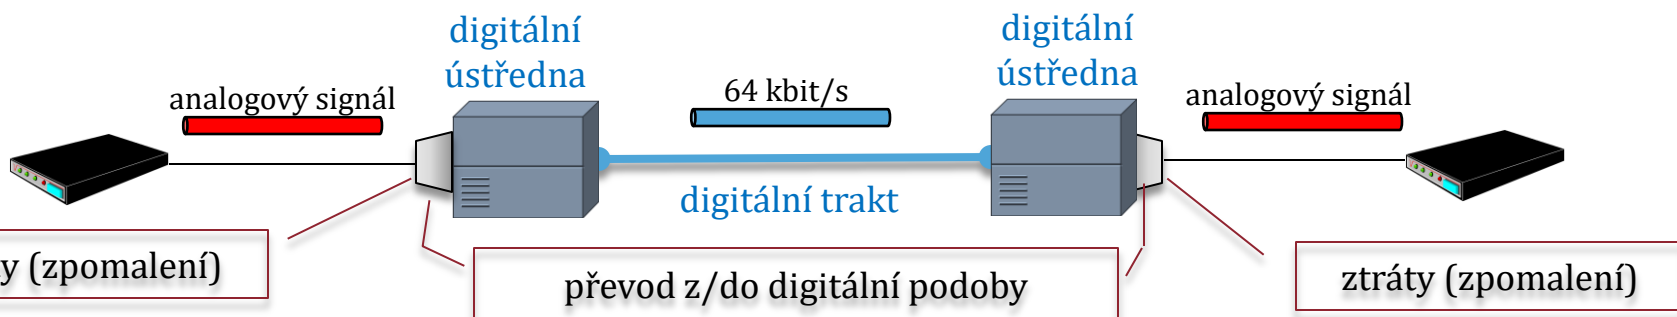 digitální
ústředna
digitální
ústředna
analogový signál
64 kbit/s
analogový signál
digitální trakt
y (zpomalení)
převod z/do digitální podoby
ztráty (zpomalení)